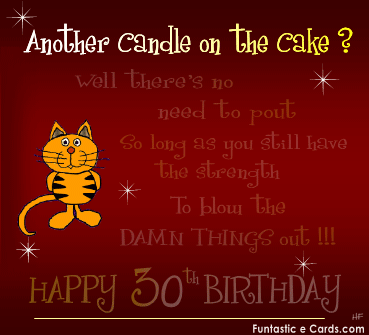 Another candle on the cake ?
Well there's no
need to pout
So long as you still have
the strength
To blow the
DAMN THINGS out !!!
HAPPY 30th BIRTHDAY
HF
Funtastic e Cards.com